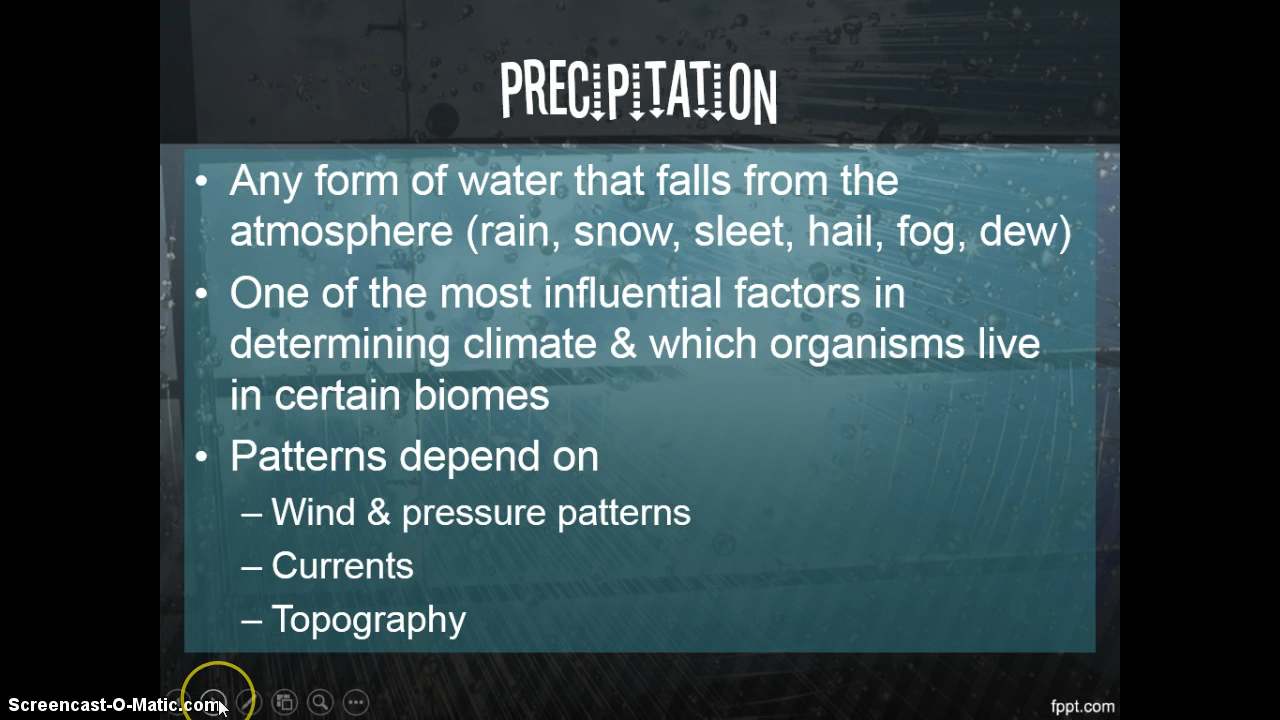 PRECIPITATION
• Any form of water that falls from the
atmosphere (rain, snow, sleet, hail, fog, dew)
• One of the most influential factors in
determining climate & which organisms live
in certain biomes
• Patterns depend on
– Wind & pressure patterns
– Currents
– Topography
Screencast-O-Matic.com
fppt.com